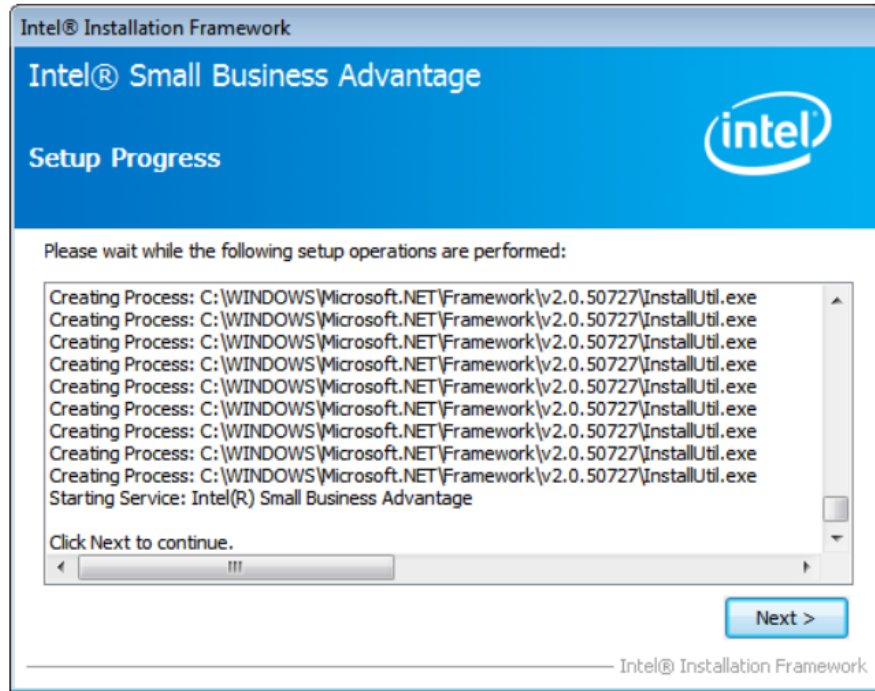 Intel® Installation Framework
Intel® Small Business Advantage
intel
Setup Progress
Please wait while the following setup operations are performed:
Creating Process: C:\WINDOWS\Microsoft.NET\Framework\v2.0.50727\InstallUtil.exe
Creating Process: C:\WINDOWS\Microsoft.NET\Framework\v2.0.50727\InstallUtil.exe
Creating Process: C:\WINDOWS\Microsoft.NET\Framework\v2.0.50727\InstallUtil.exe
Creating Process: C:\WINDOWS\Microsoft.NET\Framework\v2.0.50727\InstallUtil.exe
Creating Process: C:\WINDOWS\Microsoft.NET\Framework\v2.0.50727\InstallUtil.exe
Creating Process: C:\WINDOWS\Microsoft.NET\Framework\v2.0.50727\InstallUtil.exe
Creating Process: C:\WINDOWS\Microsoft.NET\Framework\v2.0.50727\InstallUtil.exe
Creating Process: C:\WINDOWS\Microsoft.NET\Framework\v2.0.50727\InstallUtil.exe
Creating Process: C:\WINDOWS\Microsoft.NET\Framework\v2.0.50727\InstallUtil.exe
Starting Service: Intel(R) Small Business Advantage
Click Next to continue.
Next >
Intel® Installation Framework